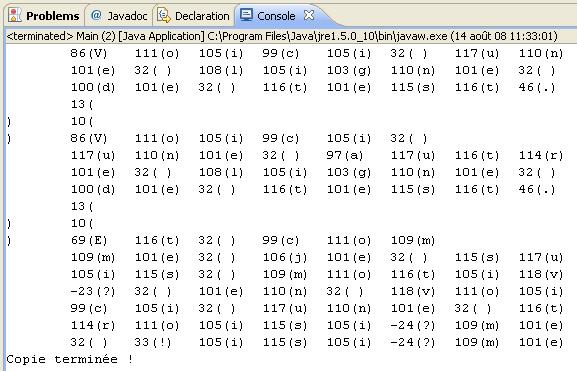 Problems @ Javadoc Declaration Console
<terminated> Main (2) [Java Application] C:\Program Files\Java\jre1.5.0_10\bin\javaw.exe (14 août 08 11:33:01)
86(V) 111(o) 105(i) 99(c) 105(i) 32( ) 117(u) 110(n)
101(e) 32( ) 108(l) 105(i) 103(g) 110(n) 101(e) 32( )
100(d) 101(e) 32( ) 116(t) 101(e) 115(s) 116(t) 46(.)
13(
) 10(
) 86(V) 111(o) 105(i) 99(c) 105(i) 32( )
117(u) 110(n) 101(e) 32( ) 97(a) 117(u) 116(t) 114(r)
101(e) 32( ) 108(l) 105(i) 103(g) 110(n) 101(e) 32( )
100(d) 101(e) 32( ) 116(t) 101(e) 115(s) 116(t) 46(.)
13(
) 10(
) 69(E) 116(t) 32( ) 99(c) 111(o) 109(m)
109(m) 101(e) 32( ) 106(j) 101(e) 32( ) 115(s) 117(u)
105(i) 115(s) 32( ) 109(m) 111(o) 116(t) 105(i) 118(v)
-23(?) 32( ) 101(e) 110(n) 32( ) 118(v) 111(o) 105(i)
99(c) 105(i) 32( ) 117(u) 110(n) 101(e) 32( ) 116(t)
114(r) 111(o) 105(i) 115(s) 105(i) -24(?) 109(m) 101(e)
32( ) 33(!) 105(i) 115(s) 105(i) -24(?) 109(m) 101(e)
Copie terminée !